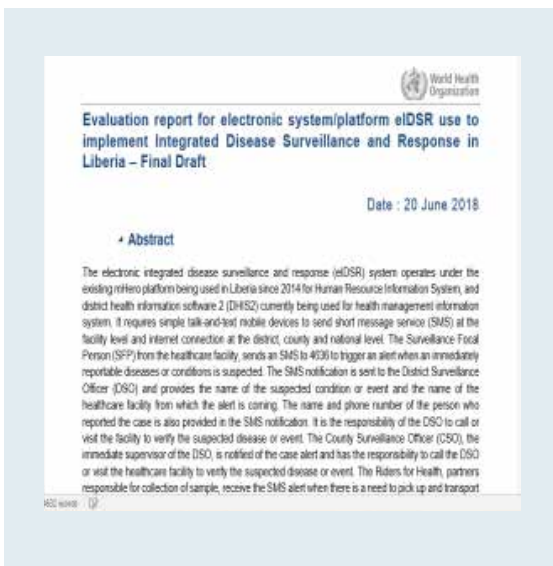 World Health
Organization
Evaluation report for electronic system/platform eIDSR use to
implement Integrated Disease Surveillance and Response in
Liberia – Final Draft
Date : 20 June 2018
Abstract
The electronic integrated disease surveillance and response (eIDSR) system operates under the
existing mHero platform being used in Liberia since 2014 for Human Resource Information System, and
district health information software 2 (DHIS2) currently being used for health management information
system. It requires simple talk-and-text mobile devices to send short message service (SMS) at the
facility level and internet connection at the district, county and national level. The Surveillance Focal
Person (SFP) from the healthcare facility, sends an SMS to 4636 to trigger an alert when an immediately
reportable diseases or conditions is suspected. The SMS notification is sent to the District Surveillance
Officer (DSO) and provides the name of the suspected condition or event and the name of the
healthcare facility from which the alert is coming. The name and phone number of the person who
reported the case is also provided in the SMS notification. It is the responsibility of the DSO to call or
visit the facility to verify the suspected disease or event. The County Surveillance Officer (CSO), the
immediate supervisor of the DSO, is notified of the case alert and has the responsibility to call the DSO
or visit the healthcare facility to verify the suspected disease or event. The Riders for Health, partners
responsible for collection of sample, receive the SMS alert when there is a need to pick up and transport
words